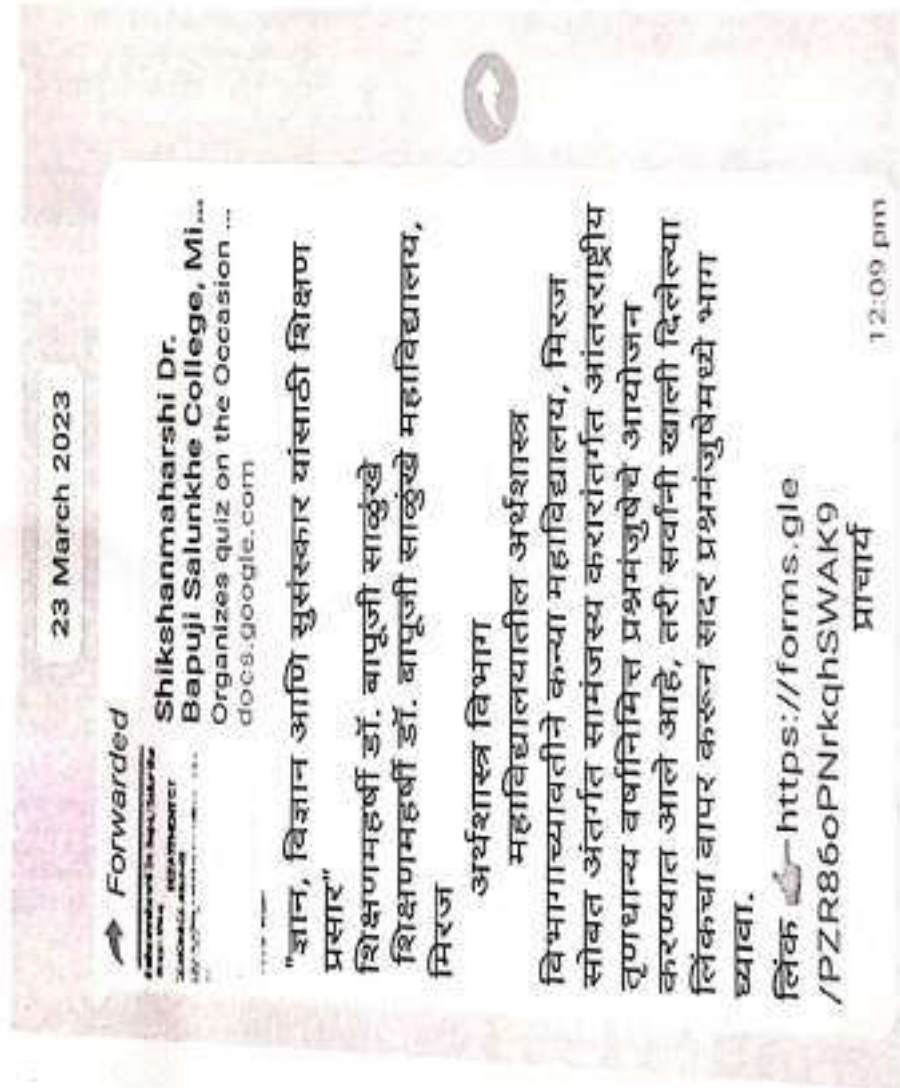 23 March 2023
Forwarded
Shikshanmaharshi Dr.
Bapuji Salunkhe College, Mi...
Organizes quiz on the Occasion ...
docs.google.com
"ज्ञान, विज्ञान आणि सुसंस्कार यांसाठी शिक्षण
प्रसार"
शिक्षणमहर्षी डॉ. बापूजी साळुंखे
शिक्षणमहर्षी डॉ. बापूजी साळुंखे महाविद्यालय,
मिरज
अर्थशास्त्र विभाग
महाविद्यालयातील अर्थशास्त्र
विभागाच्यावतीने कन्या महाविद्यालय, मिरज
सोबत अंतर्गत सामंजस्य करारांतर्गत आंतरराष्ट्रीय
तृणधान्य वर्षानिमित्त प्रश्नमंजुषेचे आयोजन
करण्यात आले आहे, तरी सर्वांनी खाली दिलेल्या
लिंकचा वापर करून सदर प्रश्नमंजुषेमध्ये भाग
घ्यावा.
लिंक 👉https://forms.gle
/PZR86oPNrkqhSWAK9
प्राचार्य
12:09 pm